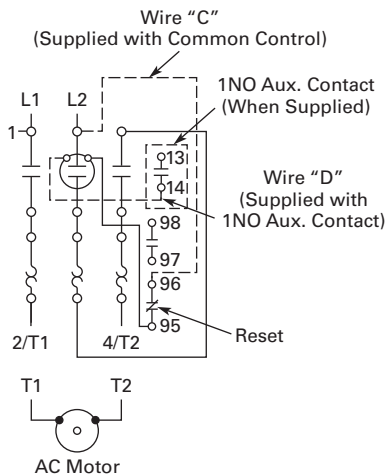 Wire “C”
(Supplied with Common Control)
1NO Aux. Contact
(When Supplied)
L1 L2
1
13
14
Wire “D”
(Supplied with
1NO Aux. Contact)
98
97
96
95
Reset
2/T1 4/T2
T1 T2
AC Motor